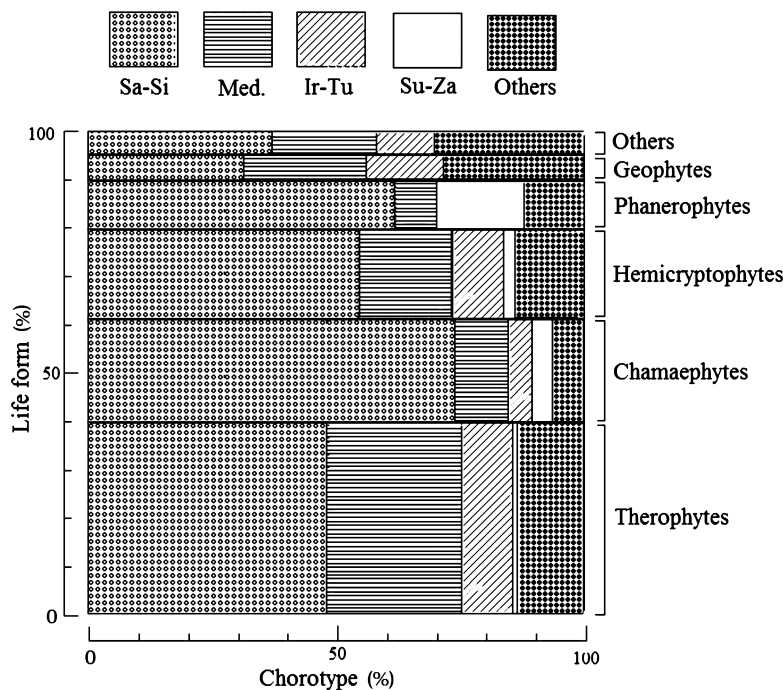 Sa-Si Med. Ir-Tu Su-Za Others
100
Others
Geophytes
Phanerophytes
Hemicryptophytes
Chamaephytes
50
Life form (%)
Therophytes
0
0 50 100
Chorotype (%)